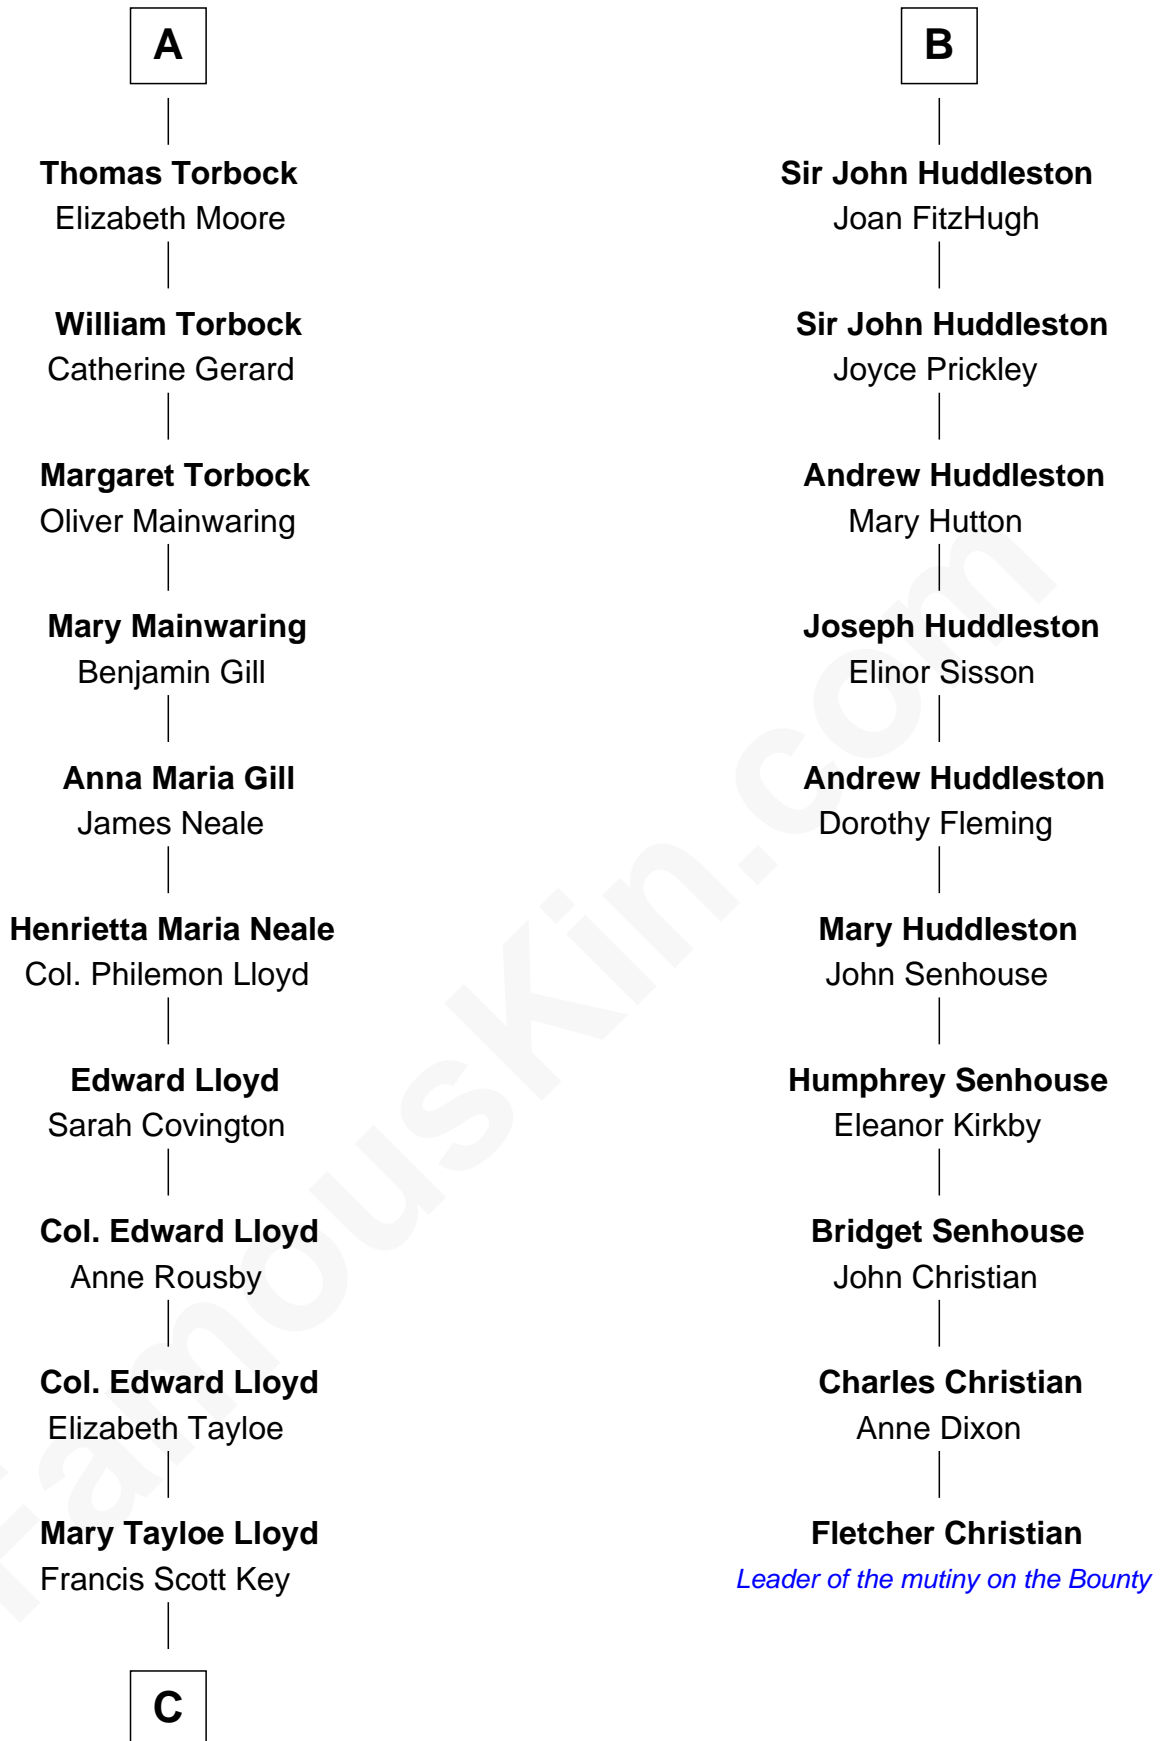 A
Thomas Torbock
Elizabeth Moore
William Torbock
Catherine Gerard
Margaret Torbock
Oliver Mainwaring
Mary Mainwaring
Benjamin Gill
Anna Maria Gill
James Neale
Henrietta Maria Neale
Col. Philemon Lloyd
Edward Lloyd
Sarah Covington
Col. Edward Lloyd
Anne Rousby
Col. Edward Lloyd
Elizabeth Tayloe
Mary Tayloe Lloyd
Francis Scott Key
C
B
Sir John Huddleston
Joan FitzHugh
Sir John Huddleston
Joyce Prickley
Andrew Huddleston
Mary Hutton
Joseph Huddleston
Elinor Sisson
Andrew Huddleston
Dorothy Fleming
Mary Huddleston
John Senhouse
Humphrey Senhouse
Eleanor Kirkby
Bridget Senhouse
John Christian
Charles Christian
Anne Dixon
Fletcher Christian
Leader of the mutiny on the Bounty
FamousKin.com